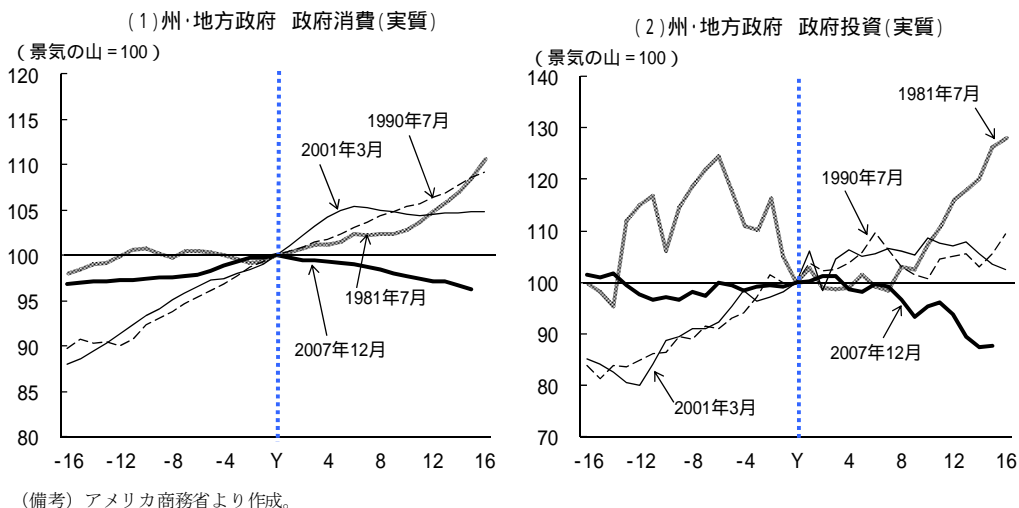 (1)州･地方政府 政府消費(実質)
(景気の山=100)
120
115
110
105
100
95
90
85
80
-16 -12 -8 -4 Y 4 8 12 16
1990年7月
2001年3月
1981年7月
2007年12月
(2)州･地方政府 政府投資(実質)
(景気の山=100)
140
130
120
110
100
90
80
70
-16 -12 -8 -4 Y 4 8 12 16
1981年7月
1990年7月
2007年12月
2001年3月
(備考)アメリカ商務省より作成。